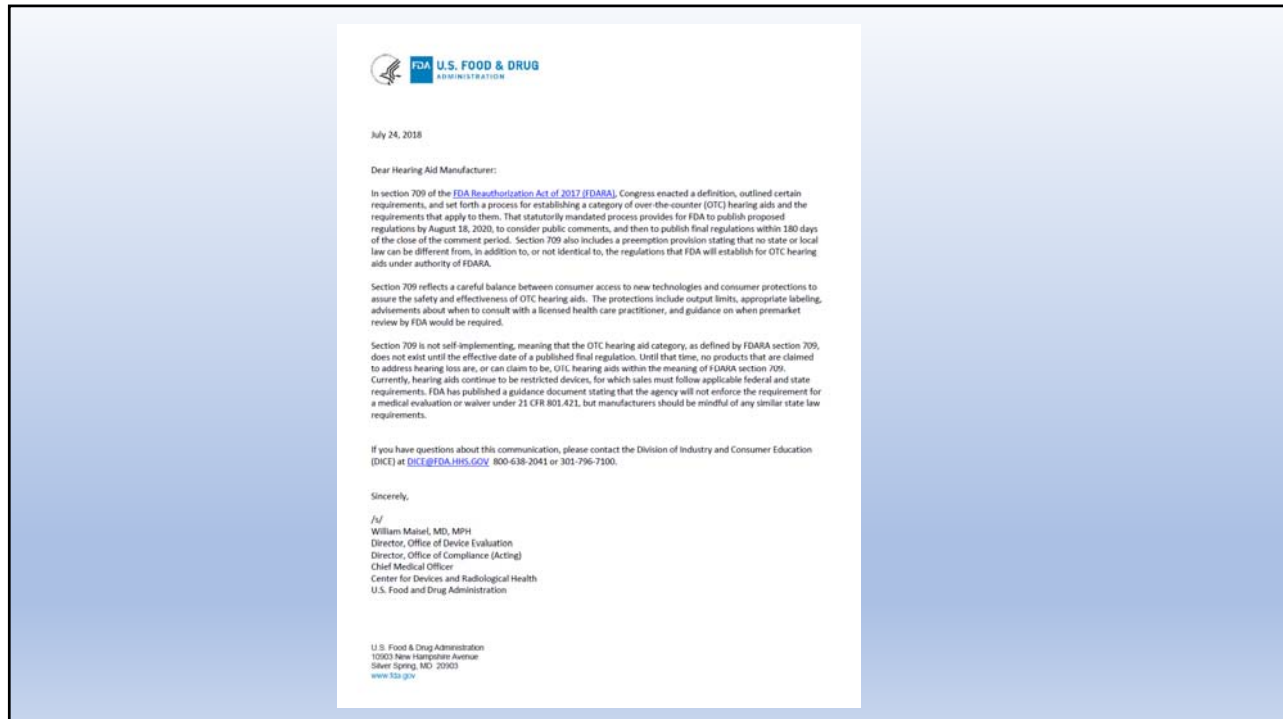 FDA U.S. FOOD & DRUG
ADMINISTRATION
July 24, 2018
Dear Hearing Aid Manufacturer:
In section 709 of the FDA Reauthorization Act of 2017 (FDARA), Congress enacted a definition, outlined certain
requirements, and set forth a process for establishing a category of over-the-counter (OTC) hearing aids and the
requirements that apply to them. That statutorily mandated process provides for FDA to publish proposed
regulations by August 18, 2020, to consider public comments, and then to publish final regulations within 180 days
of the close of the comment period. Section 709 also includes a preemption provision stating that no state or local
law can be different from, in addition to, or not identical to, the regulations that FDA will establish for OTC hearing
aids under authority of FDARA.
Section 709 reflects a careful balance between consumer access to new technologies and consumer protections to
assure the safety and effectiveness of OTC hearing aids. The protections include output limits, appropriate labeling,
advisements about when to consult with a licensed health care practitioner, and guidance on when premarket
review by FDA would be required.
Section 709 is not self-implementing, meaning that the OTC hearing aid category, as defined by FDARA section 709,
does not exist until the effective date of a published final regulation. Until that time, no products that are claimed
to address hearing loss are, or can claim to be, OTC hearing aids within the meaning of FDARA section 709.
Currently, hearing aids continue to be restricted devices, for which sales must follow applicable federal and state
requirements. FDA has published a guidance document stating that the agency will not enforce the requirement for
a medical evaluation or waiver under 21 CFR 801.421, but manufacturers should be mindful of any similar state law
requirements.
If you have questions about this communication, please contact the Division of Industry and Consumer Education
(DICE) at DICE@FDA.HHS.GOV 800-638-2041 or 301-796-7100.
Sincerely,
/s/
William Maisel, MD, MPH
Director, Office of Device Evaluation
Director, Office of Compliance (Acting)
Chief Medical Officer
Center for Devices and Radiological Health
U.S. Food and Drug Administration
U.S. Food & Drug Administration
10903 New Hampshire Avenue
Silver Spring, MD 20903
www.fda.gov